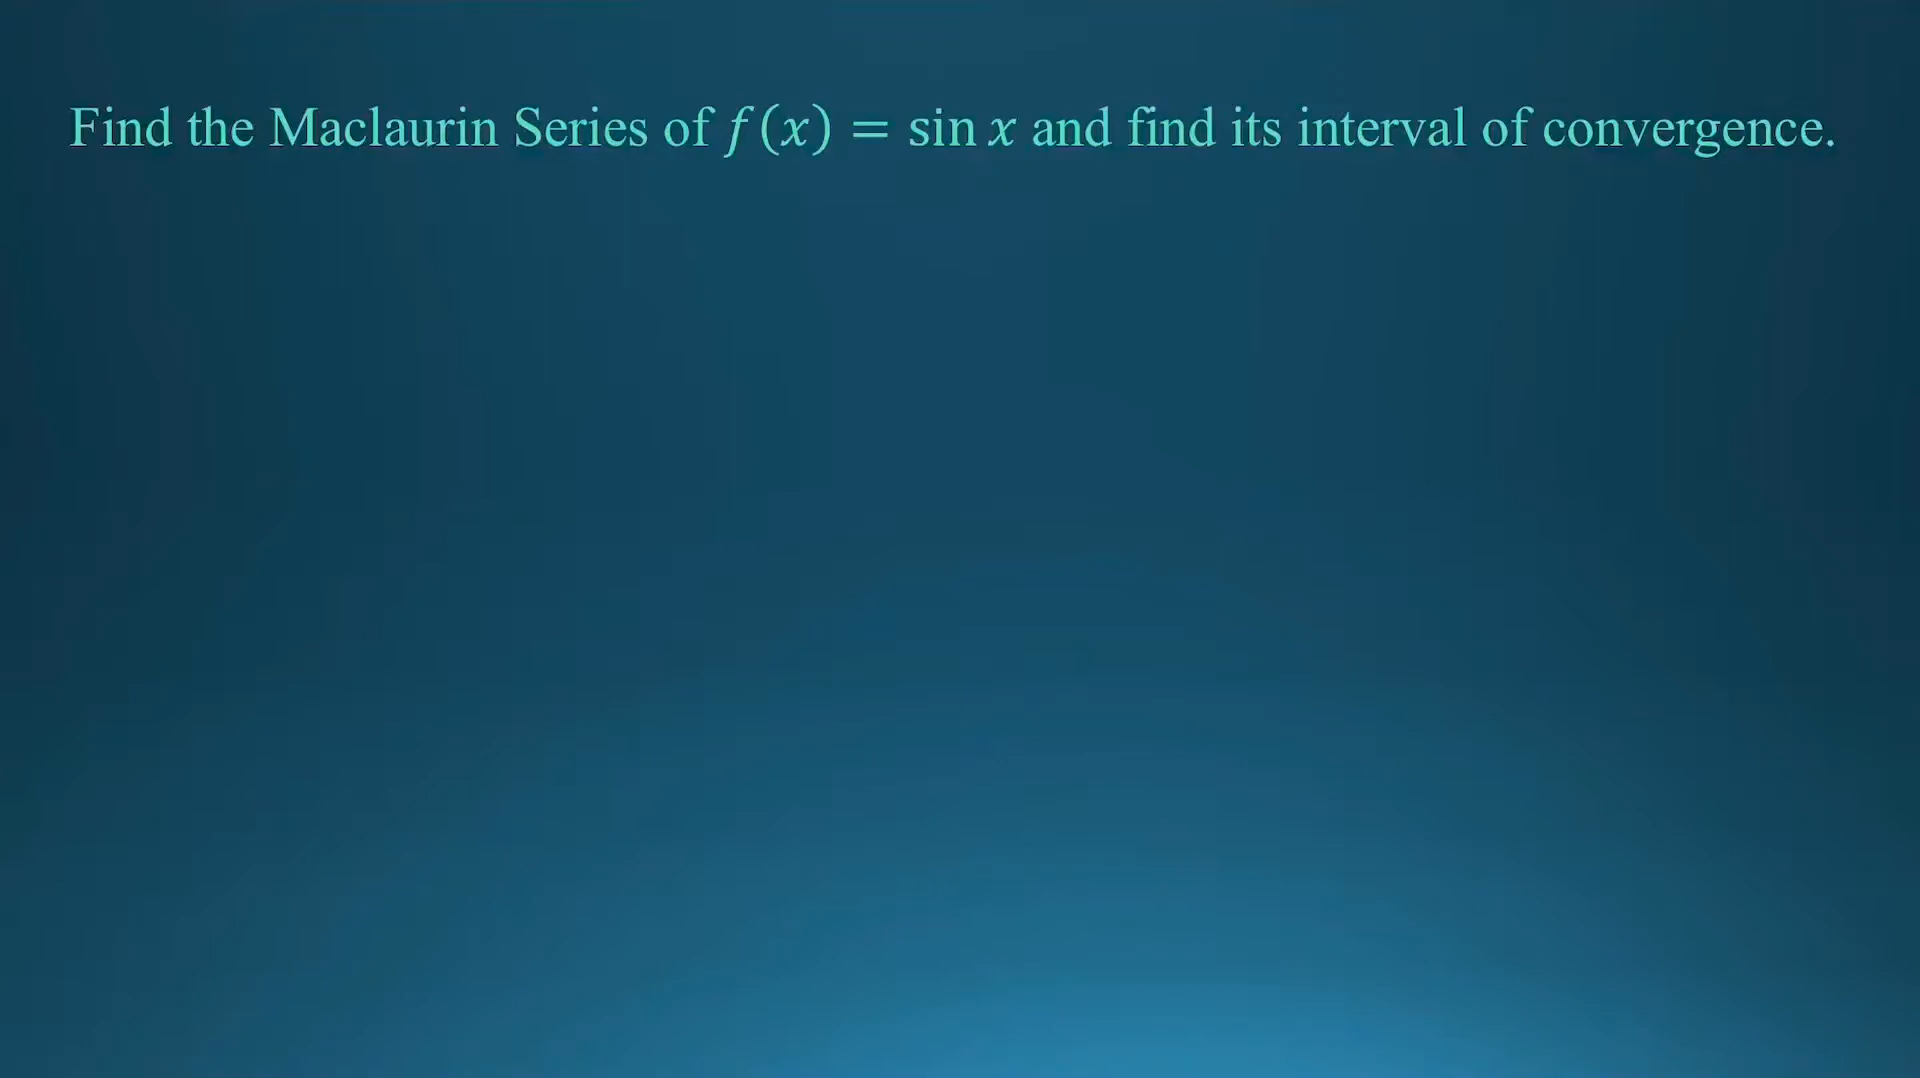 Find the Maclaurin Series of f(x) = sin x and find its interval of convergence.